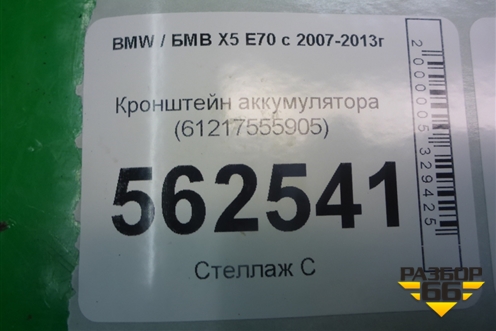 BMW / БМВ X5 E70 с 2007-2013г
Кронштейн аккумулятора
(61217555905)
562541
Стеллаж С
2000005329425
РАЗБОР
66